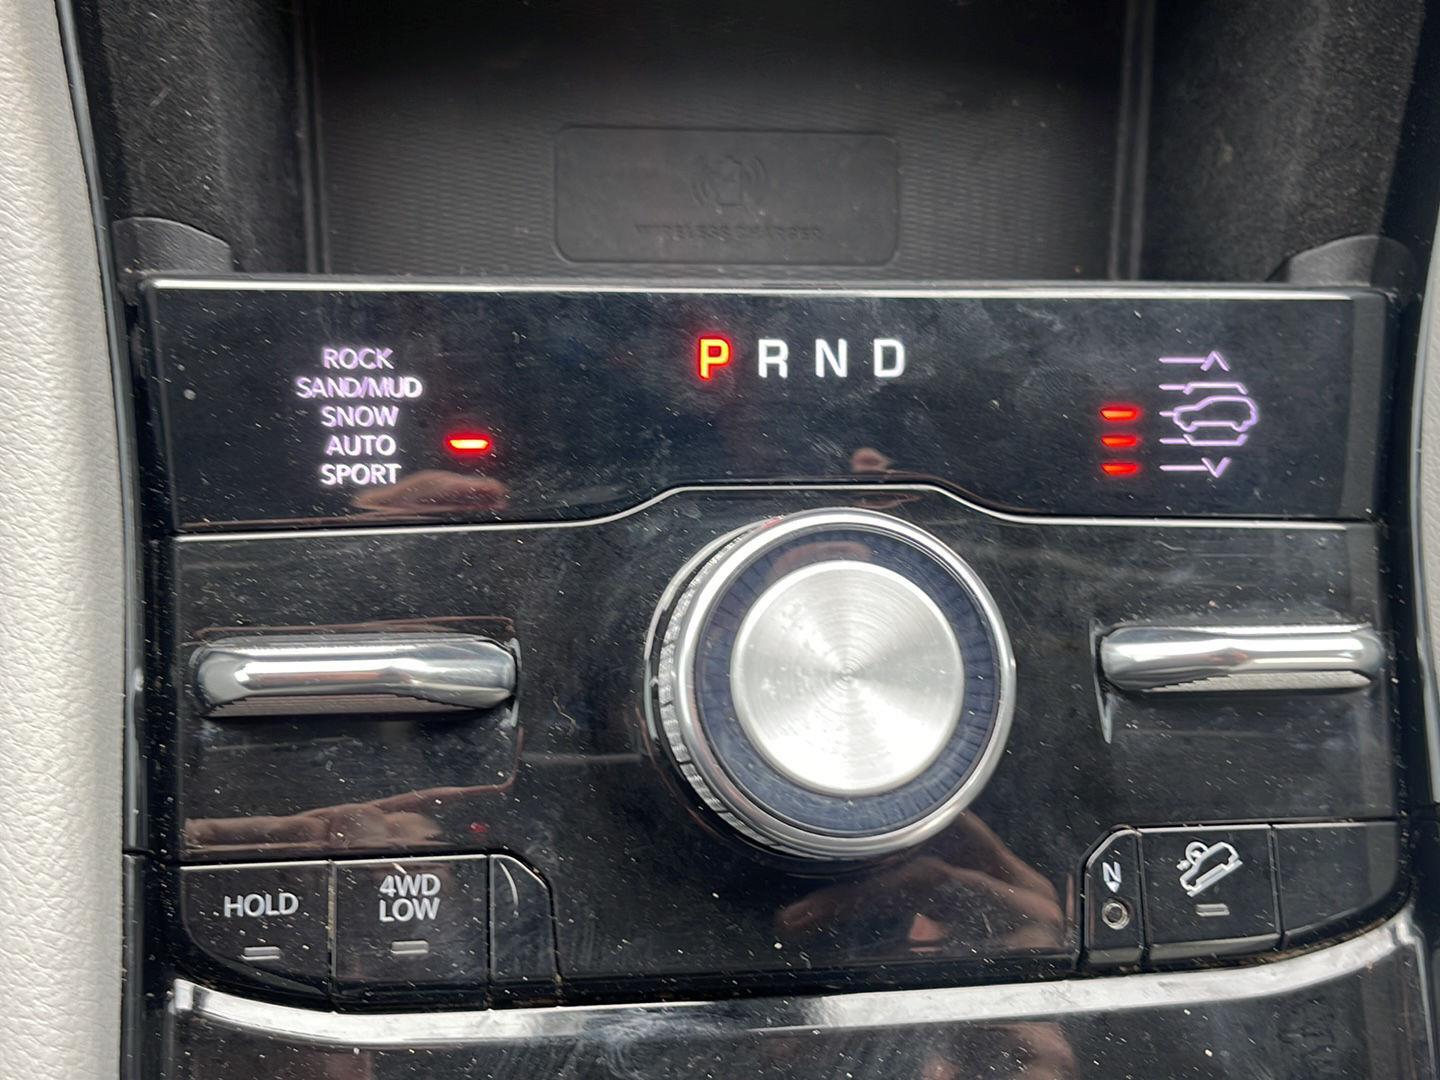 WIRELESS CHARGER
P R N D
ROCK
SAND/MUD
SNOW
AUTO
SPORT
HOLD
4WD
LOW
N